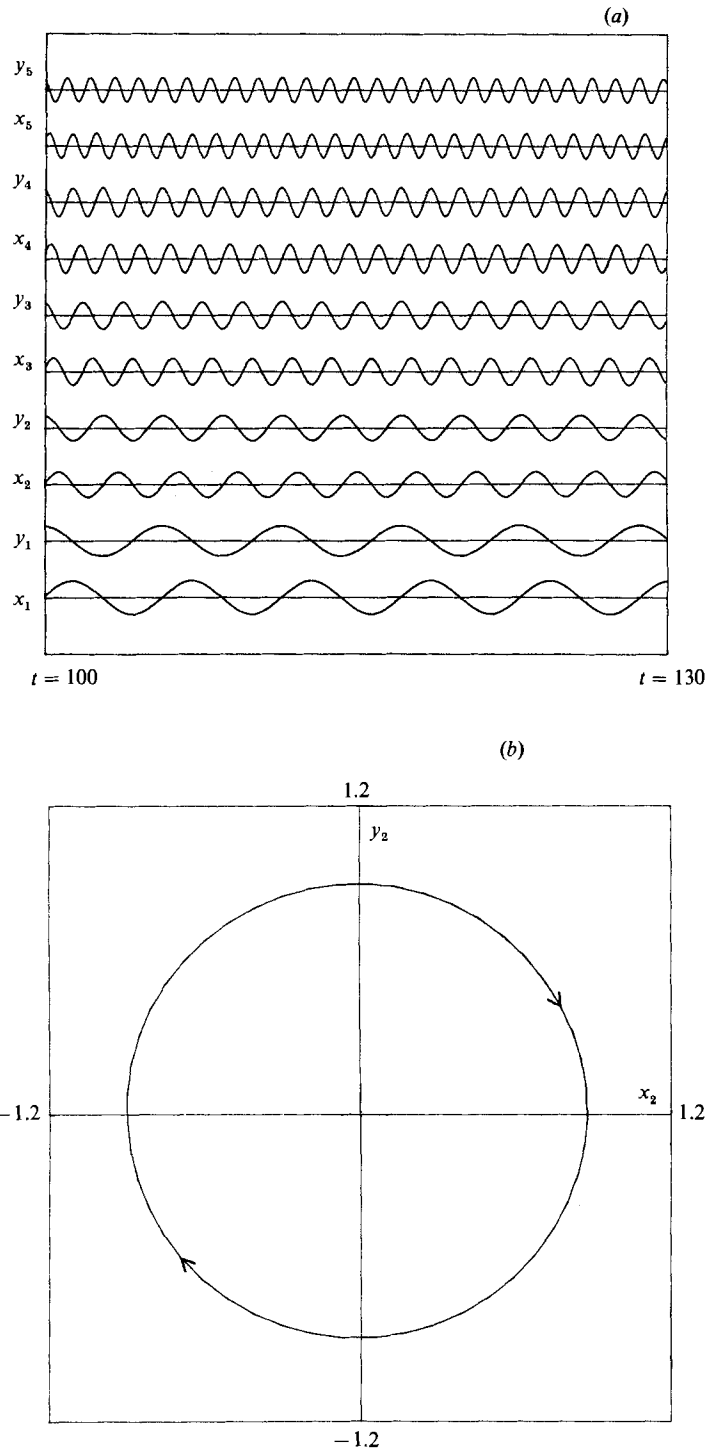 (a)
y₅
x₅
y₄
x₄
y₃
x₃
y₂
x₂
y₁
x₁
t = 100 t = 130
(b)
1.2
y₂
−1.2 x₂ 1.2
−1.2